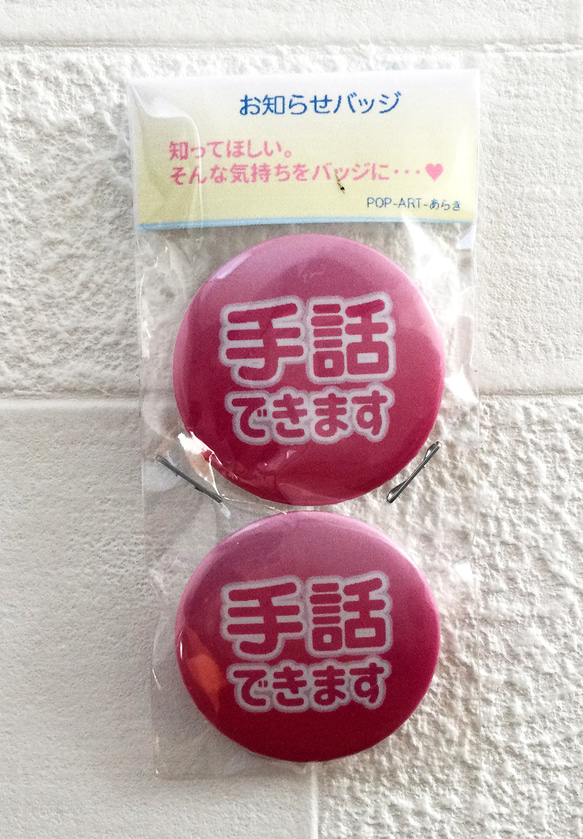 お知らせバッジ
知ってほしい。
そんな気持ちをバッジに・・・♥
POP-ART-あらき
手話
できます
手話
できます